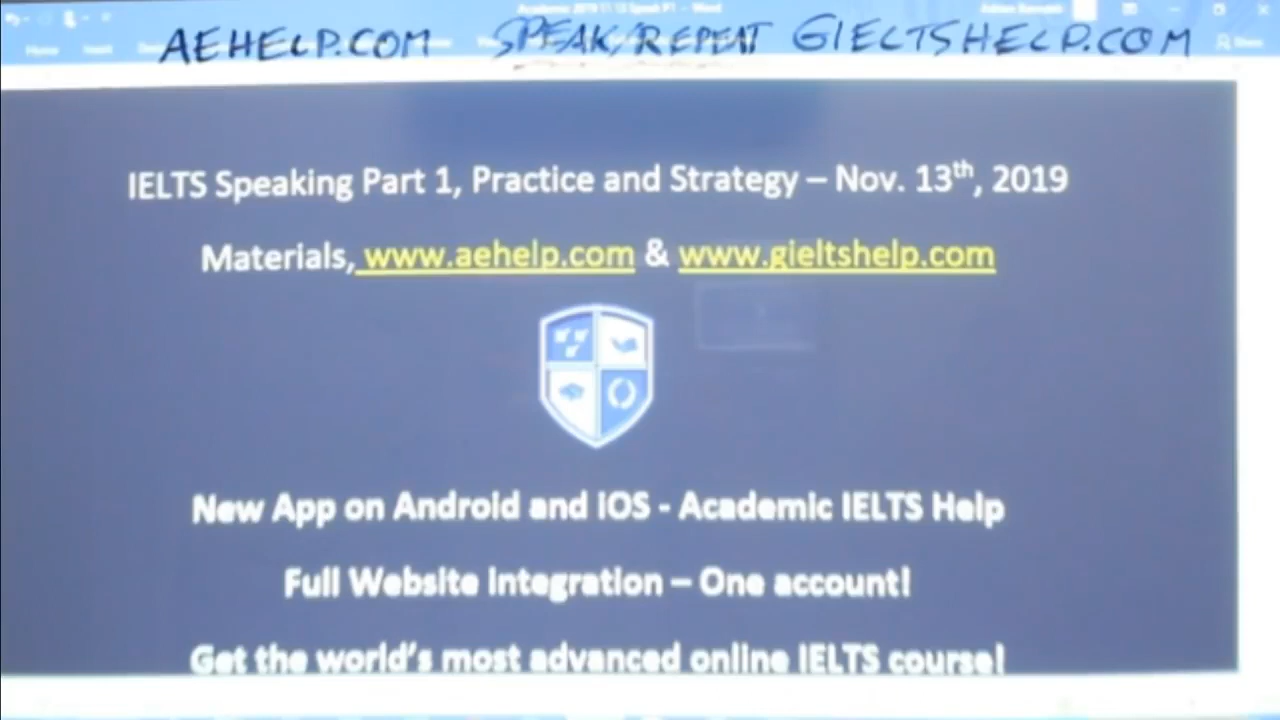 AEHELP.COM SPEAK/REPEAT GIELTSHELP.COM
IELTS Speaking Part 1, Practice and Strategy – Nov. 13th, 2019
Materials, www.aehelp.com & www.gieltshelp.com
New App on Android and IOS - Academic IELTS Help
Full Website Integration – One account!
Get the world's most advanced online IELTS course!